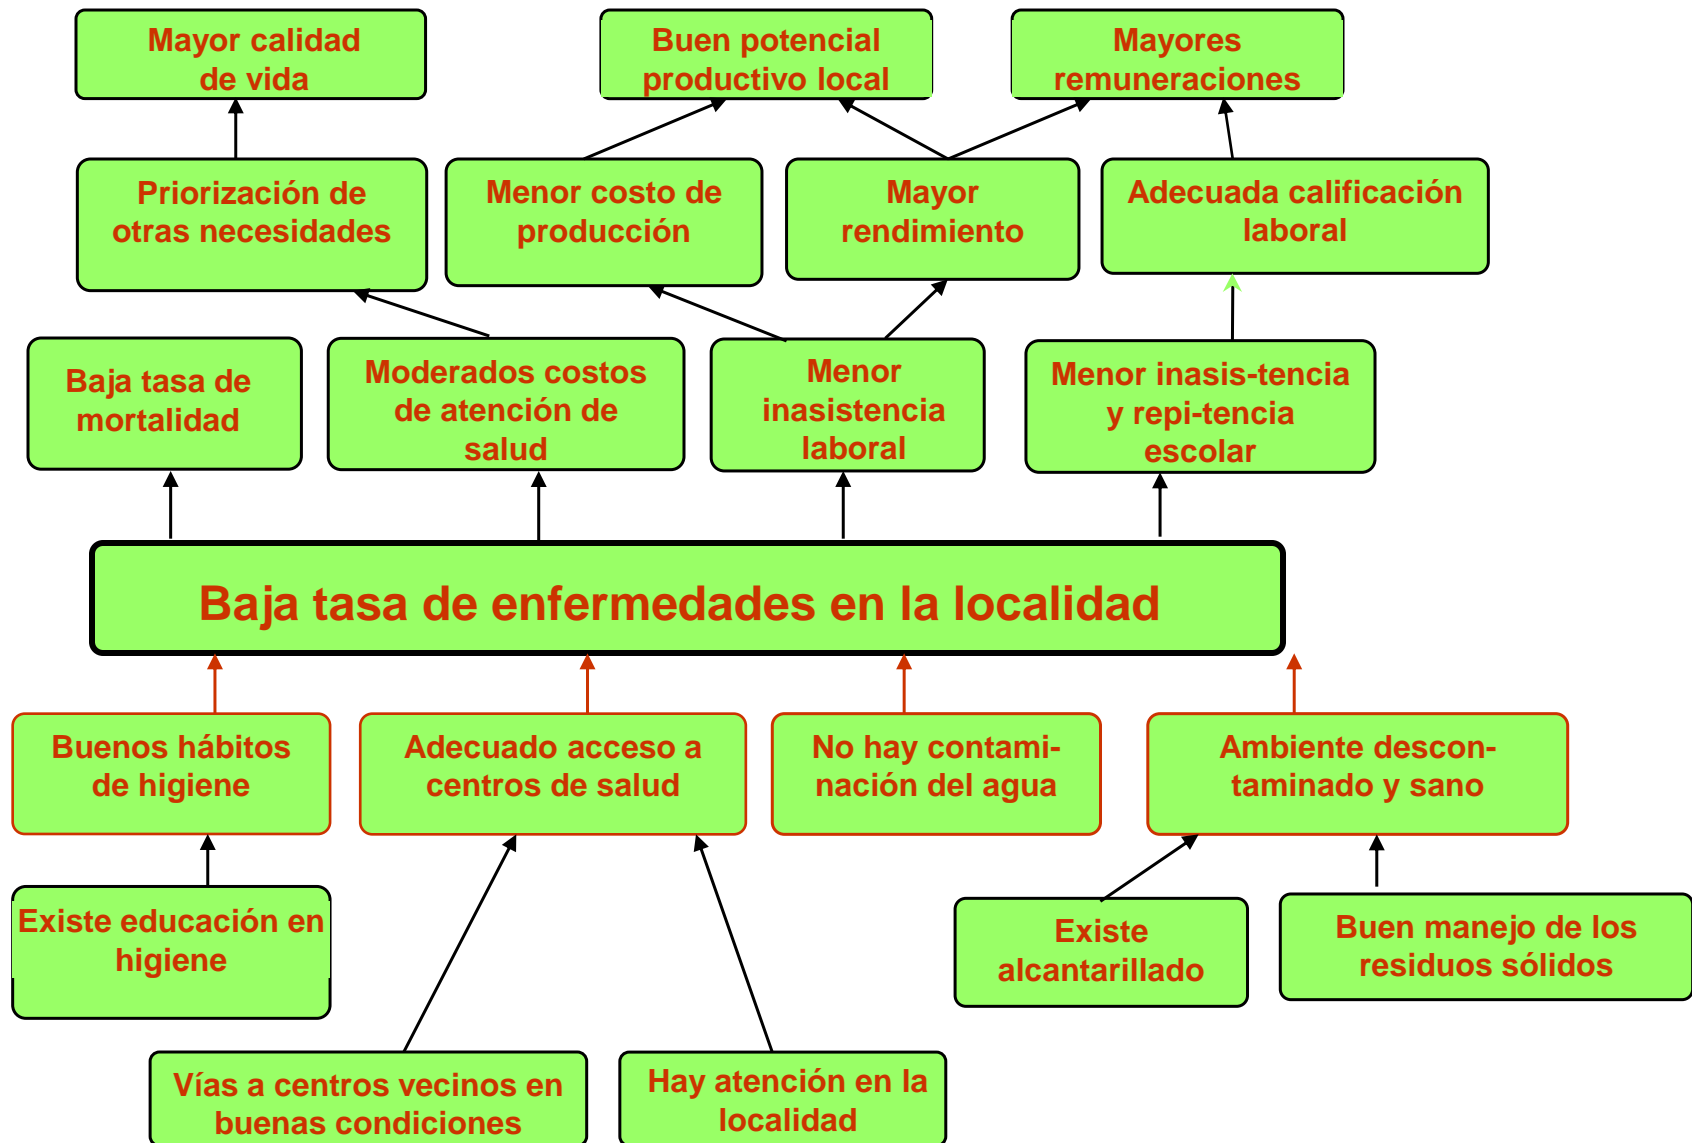 Mayor calidad
de vida
Buen potencial
productivo local
Mayores
remuneraciones
Priorización de
otras necesidades
Menor costo de
producción
Mayor
rendimiento
Adecuada calificación
laboral
Baja tasa de
mortalidad
Moderados costos
de atención de
salud
Menor
inasistencia
laboral
Menor inasis-tencia
y repi-tencia
escolar
Baja tasa de enfermedades en la localidad
Buenos hábitos
de higiene
Adecuado acceso a
centros de salud
No hay contami-
nación del agua
Ambiente descon-
taminado y sano
Existe educación en
higiene
Existe
alcantarillado
Buen manejo de los
residuos sólidos
Vías a centros vecinos en
buenas condiciones
Hay atención en la
localidad